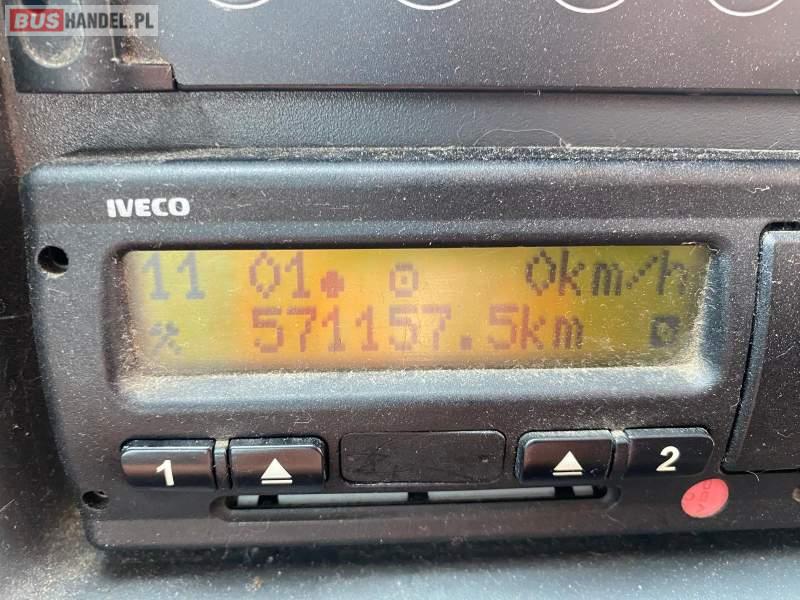 BUSHANDEL.PL
IVECO
11 01 0km/h
571157.5km
1 2